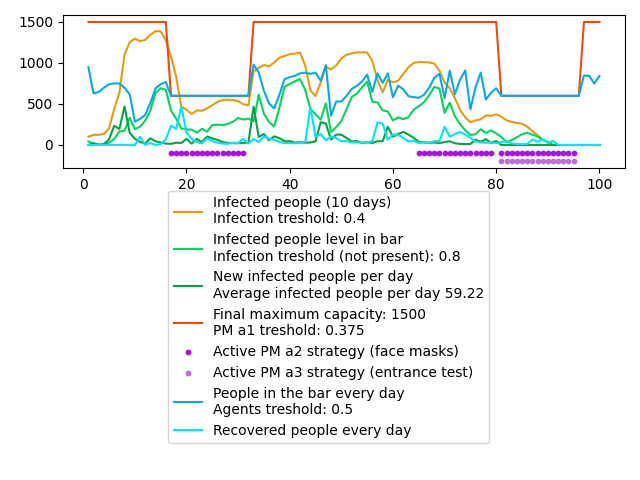 1500
1000
500
0
0 20 40 60 80 100
Infected people (10 days)
Infection treshold: 0.4
Infected people level in bar
Infection treshold (not present): 0.8
New infected people per day
Average infected people per day 59.22
Final maximum capacity: 1500
PM a1 treshold: 0.375
Active PM a2 strategy (face masks)
Active PM a3 strategy (entrance test)
People in the bar every day
Agents treshold: 0.5
Recovered people every day